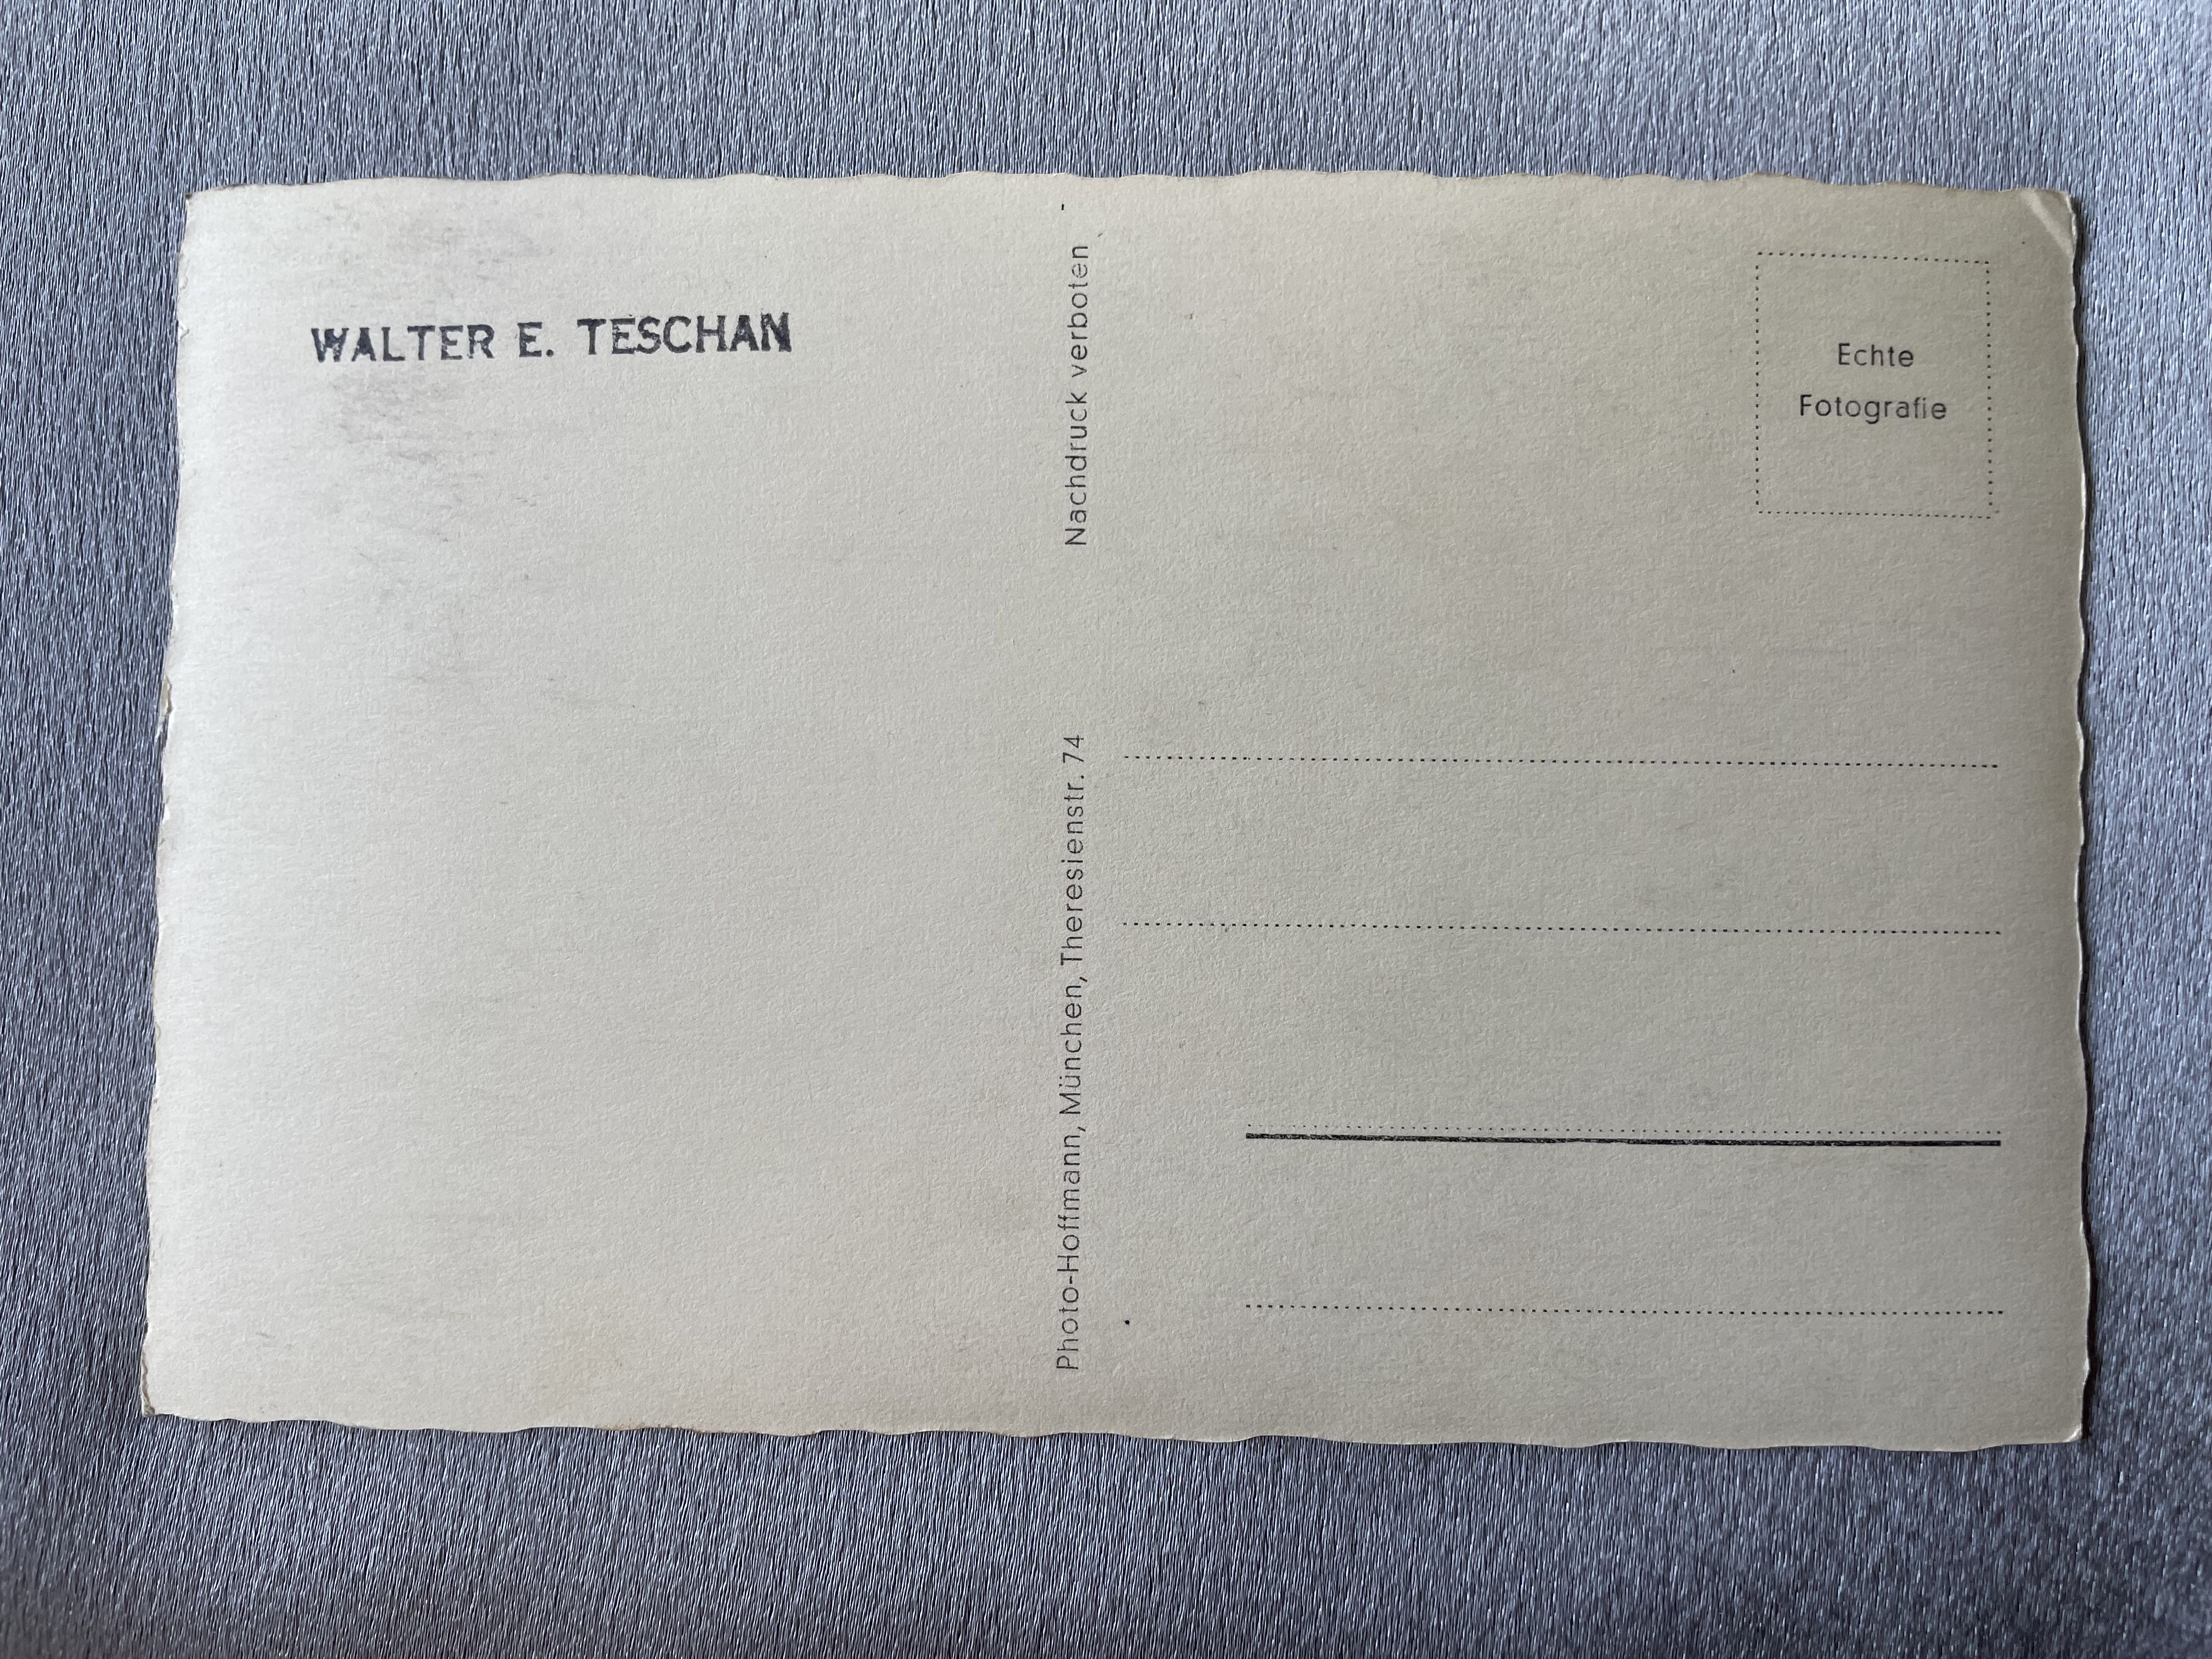 WALTER E. TESCHAN
Nachdruck verboten
Photo-Hoffmann, München, Theresienstr. 74
Echte
Fotografie